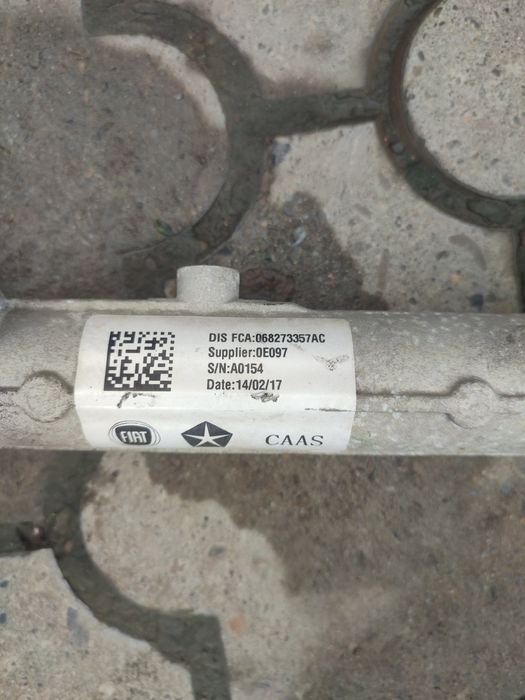 DIS FCA:068273357AC
Supplier:0E097
S/N:A0154
Date:14/02/17
FIAT
CAAS